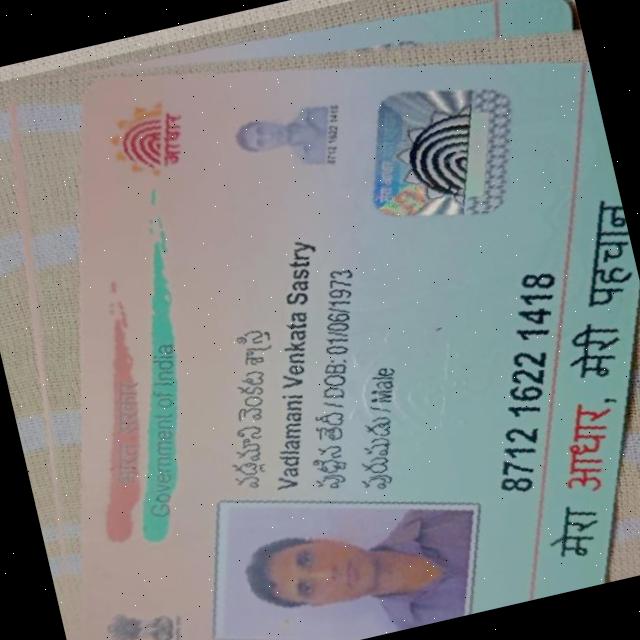 भारत सरकार
Government of India
आधार
8712 1622 1418
వడ్లమాని వెంకట శాస్త్రి
Vadlamani Venkata Sastry
పుట్టిన తేదీ / DOB: 01/06/1973
పురుషుడు / Male
8712 1622 1418
मेरा आधार, मेरी पहचान